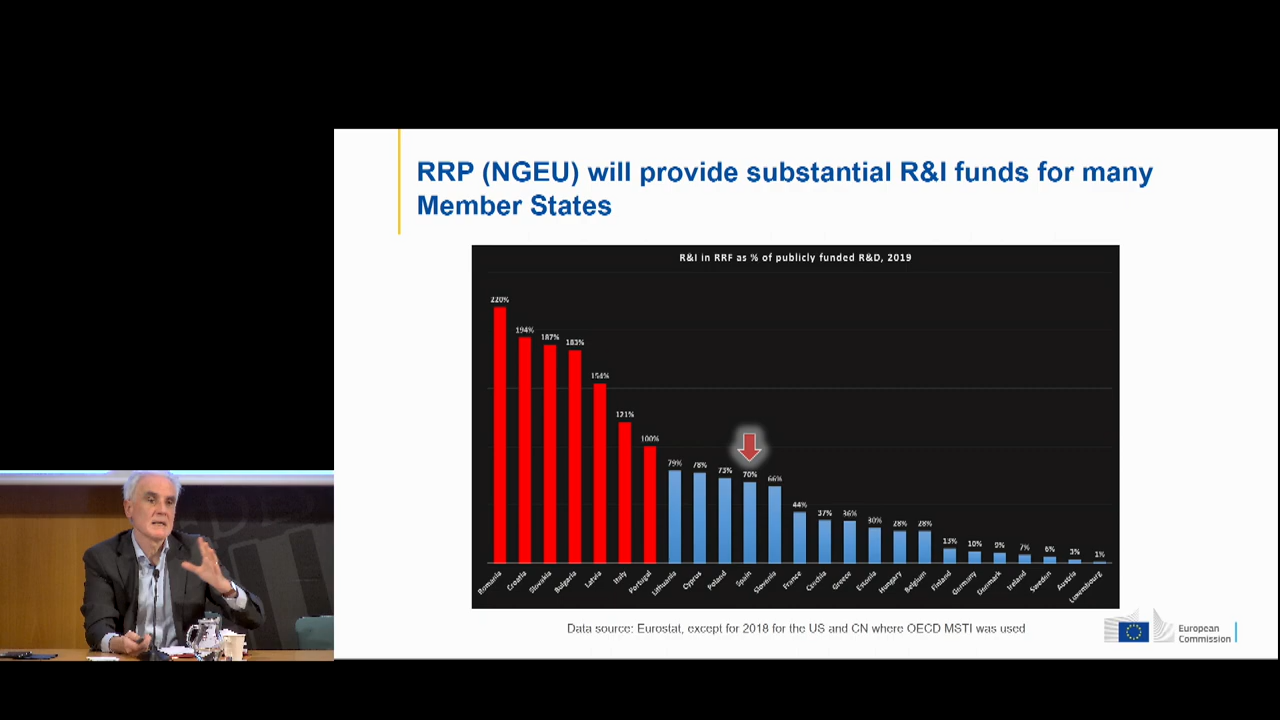 RRP (NGEU) will provide substantial R&I funds for many
Member States
R&I in RRF as % of publicly funded R&D, 2019
220%
194%
187%
183%
154%
121%
100%
79%
78%
73%
70%
66%
44%
37%
36%
30%
28%
28%
13%
10%
9%
7%
6%
3%
1%
Romania
Croatia
Slovakia
Bulgaria
Latvia
Italy
Portugal
Lithuania
Cyprus
Poland
Spain
Slovenia
France
Czechia
Greece
Estonia
Hungary
Belgium
Finland
Germany
Denmark
Ireland
Sweden
Austria
Luxembourg
Data source: Eurostat, except for 2018 for the US and CN where OECD MSTI was used
European
Commission